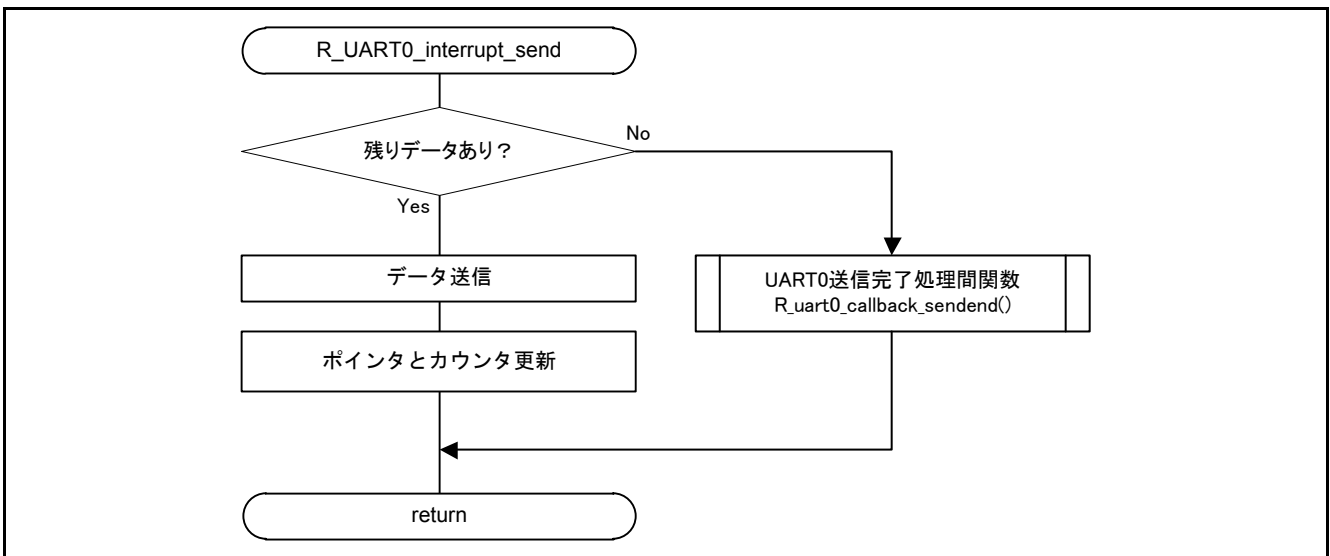 R_UART0_interrupt_send
残りデータあり？
No
Yes
データ送信
UART0送信完了処理間関数
R_uart0_callback_sendend()
ポインタとカウンタ更新
return